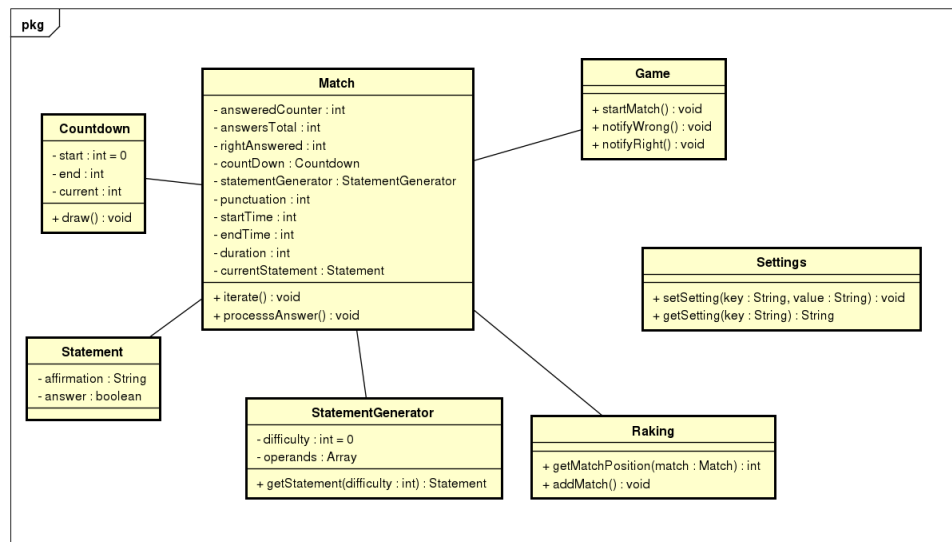 pkg
Match
- answeredCounter : int
- answersTotal : int
- rightAnswered : int
- countDown : Countdown
- statementGenerator : StatementGenerator
- punctuation : int
- startTime : int
- endTime : int
- duration : int
- currentStatement : Statement
+ iterate() : void
+ processsAnswer() : void
Game
+ startMatch() : void
+ notifyWrong() : void
+ notifyRight() : void
Countdown
- start : int = 0
- end : int
- current : int
+ draw() : void
Settings
+ setSetting(key : String, value : String) : void
+ getSetting(key : String) : String
Statement
- affirmation : String
- answer : boolean
StatementGenerator
- difficulty : int = 0
- operands : Array
+ getStatement(difficulty : int) : Statement
Raking
+ getMatchPosition(match : Match) : int
+ addMatch() : void